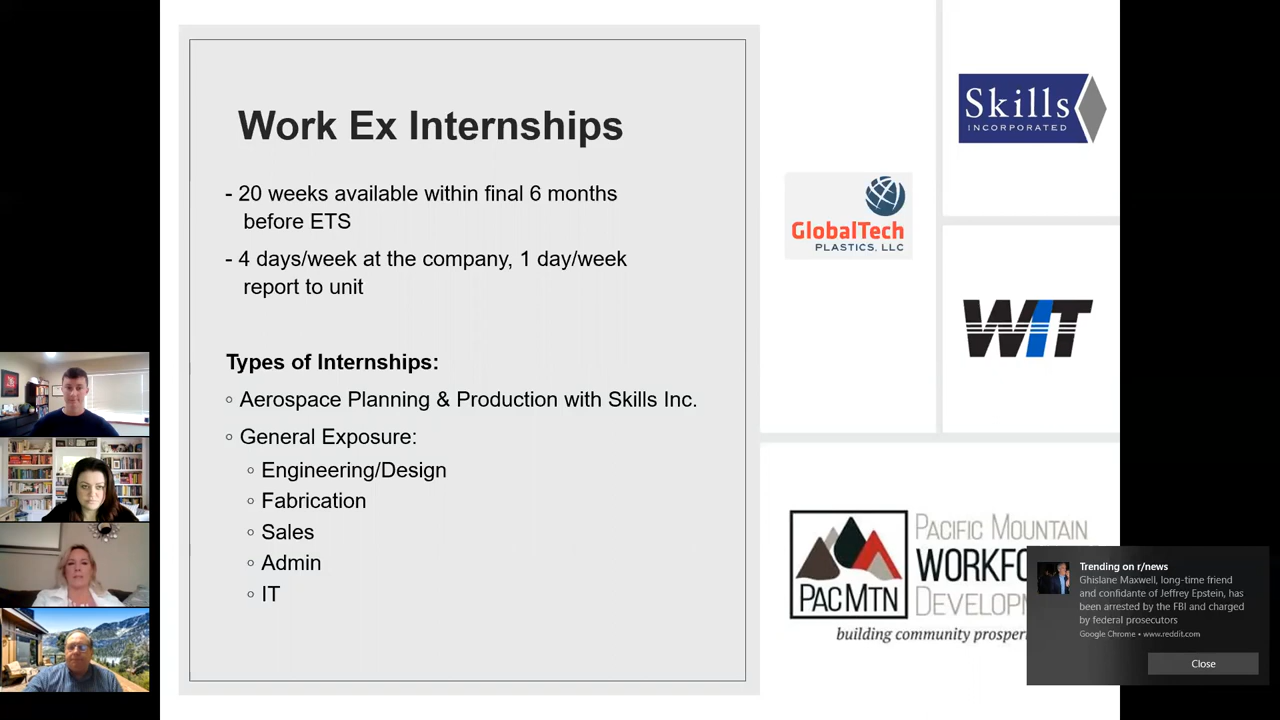 Work Ex Internships
- 20 weeks available within final 6 months
before ETS
- 4 days/week at the company, 1 day/week
report to unit
Types of Internships:
◦ Aerospace Planning & Production with Skills Inc.
◦ General Exposure:
◦ Engineering/Design
◦ Fabrication
◦ Sales
◦ Admin
◦ IT
GlobalTech
PLASTICS, LLC
Skills
INCORPORATED
WIT
PACIFIC MOUNTAIN
PACMTN
building community
Trending on r/news
Ghislane Maxwell, long-time friend
and confidante of Jeffrey Epstein, has
been arrested by the FBI and charged
by federal prosecutors
Google Chrome • www.reddit.com
Close